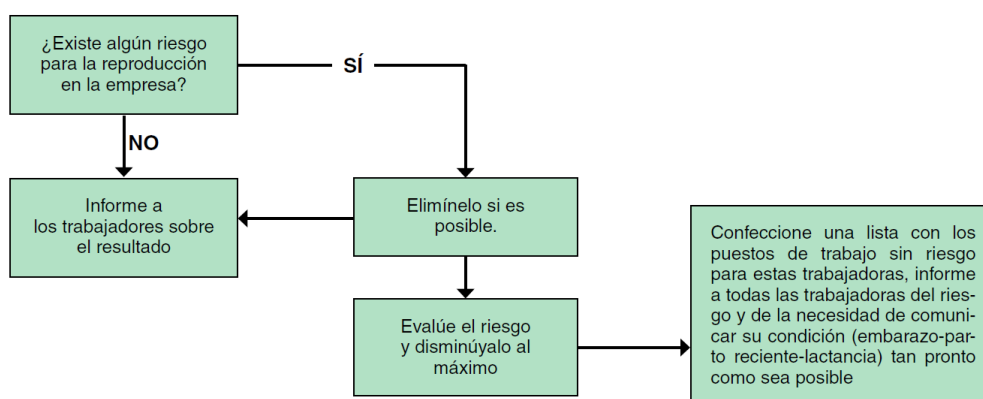 ¿Existe algún riesgo
para la reproducción
en la empresa?
SÍ
NO
Informe a
los trabajadores sobre
el resultado
Elimínelo si es
posible.
Evalúe el riesgo
y disminúyalo al
máximo
Confeccione una lista con los
puestos de trabajo sin riesgo
para estas trabajadoras, informe
a todas las trabajadoras del ries-
go y de la necesidad de comuni-
car su condición (embarazo-par-
to reciente-lactancia) tan pronto
como sea posible